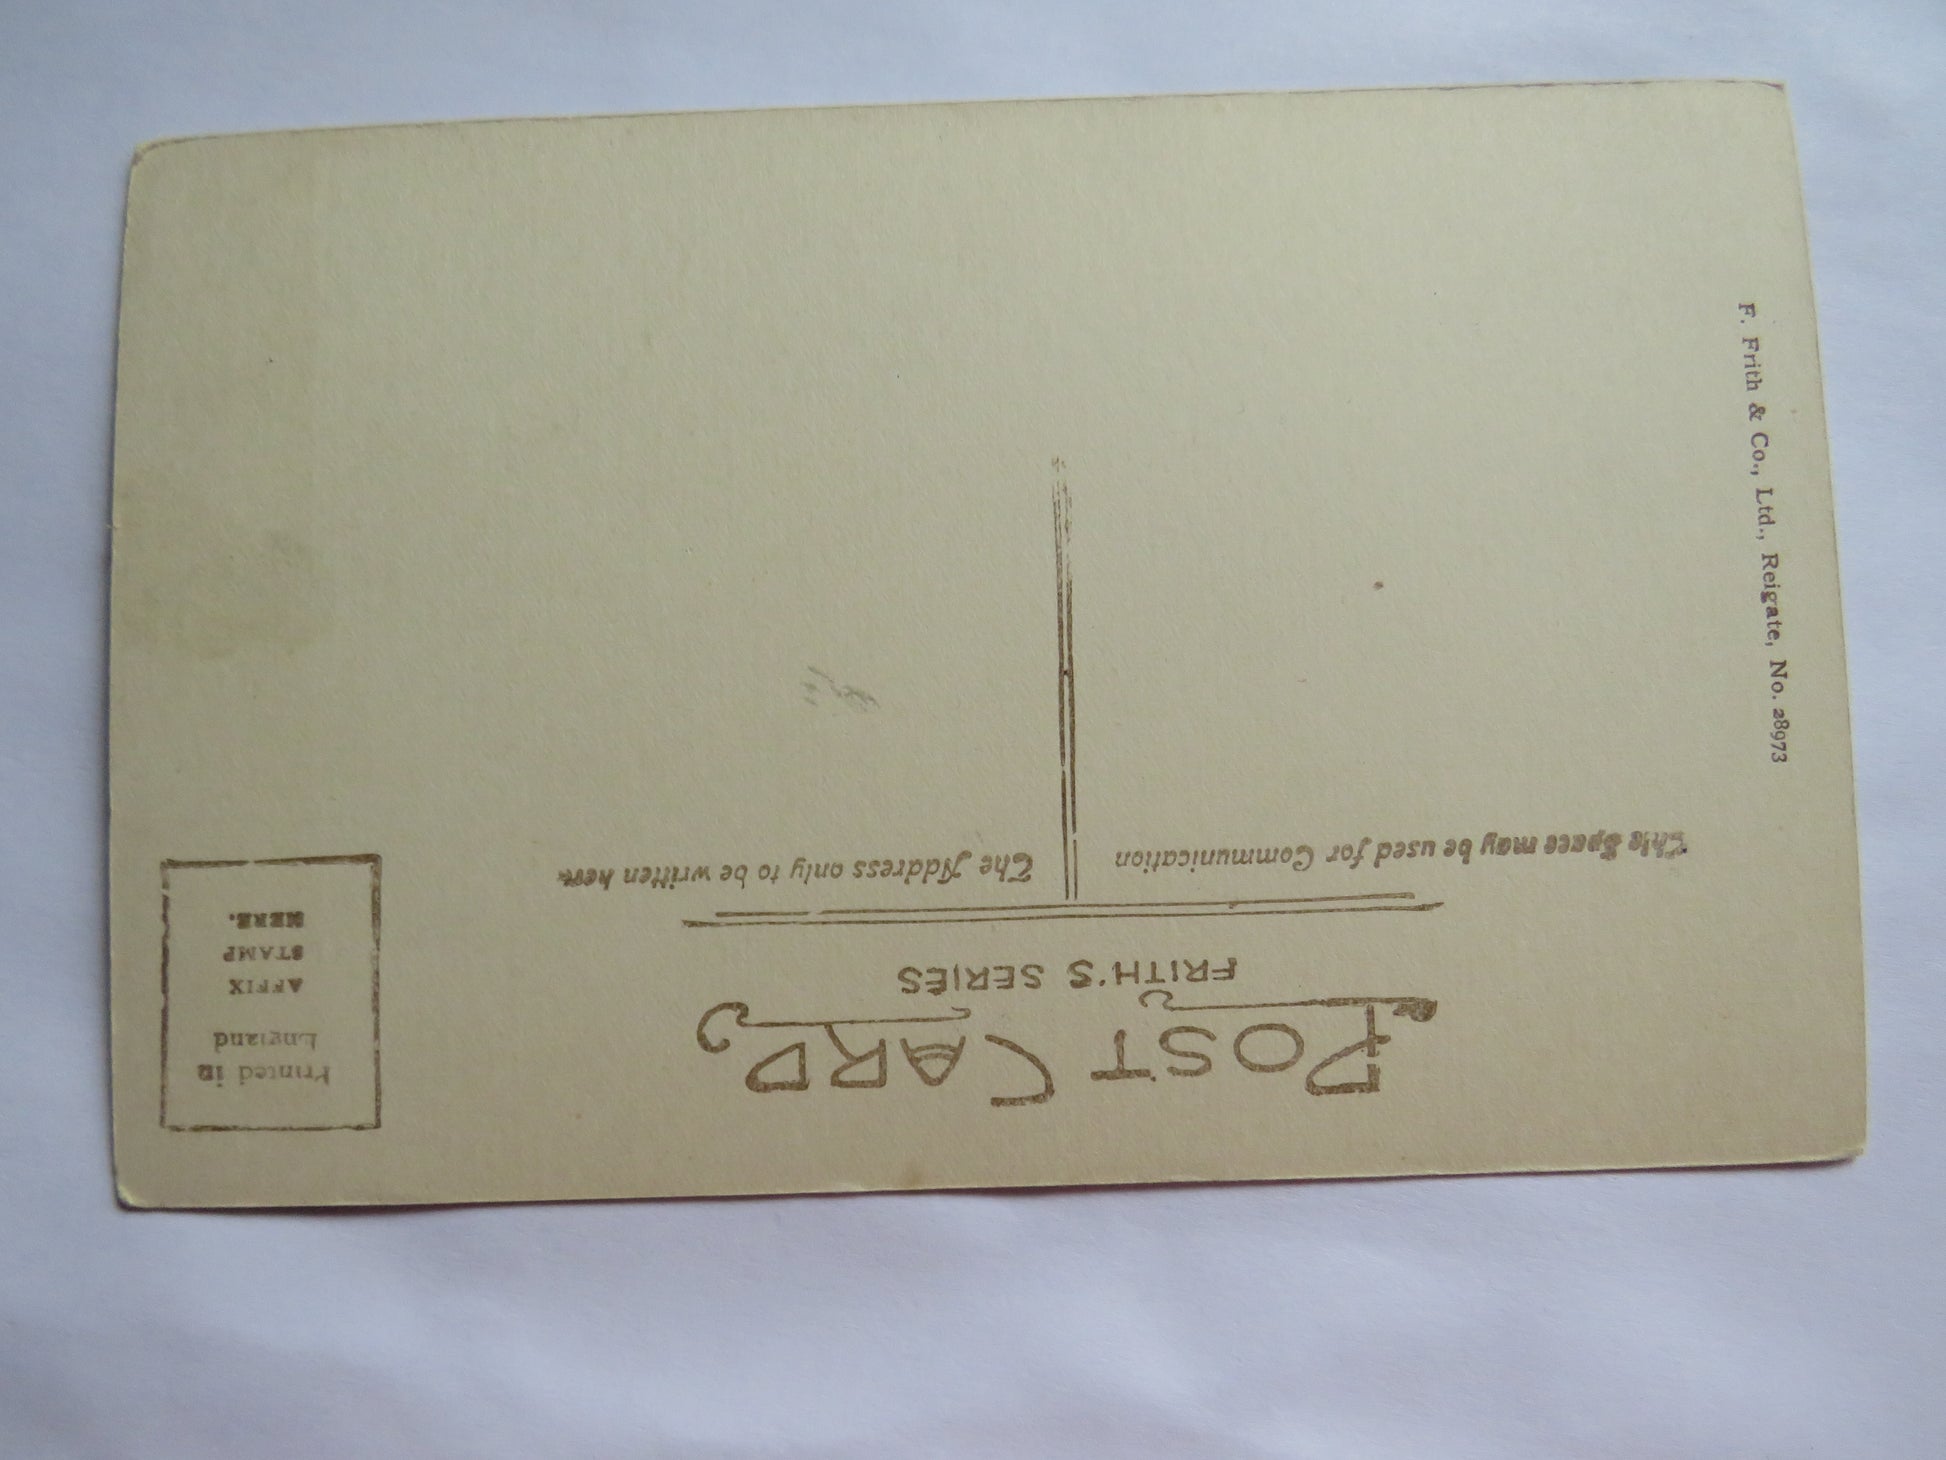 POST CARD
FRITH'S SERIES
This Space may be used for Communication
The Address only to be written here
Printed in
England
AFFIX
STAMP
HERE.
F. Frith & Co., Ltd., Reigate, No. 28973